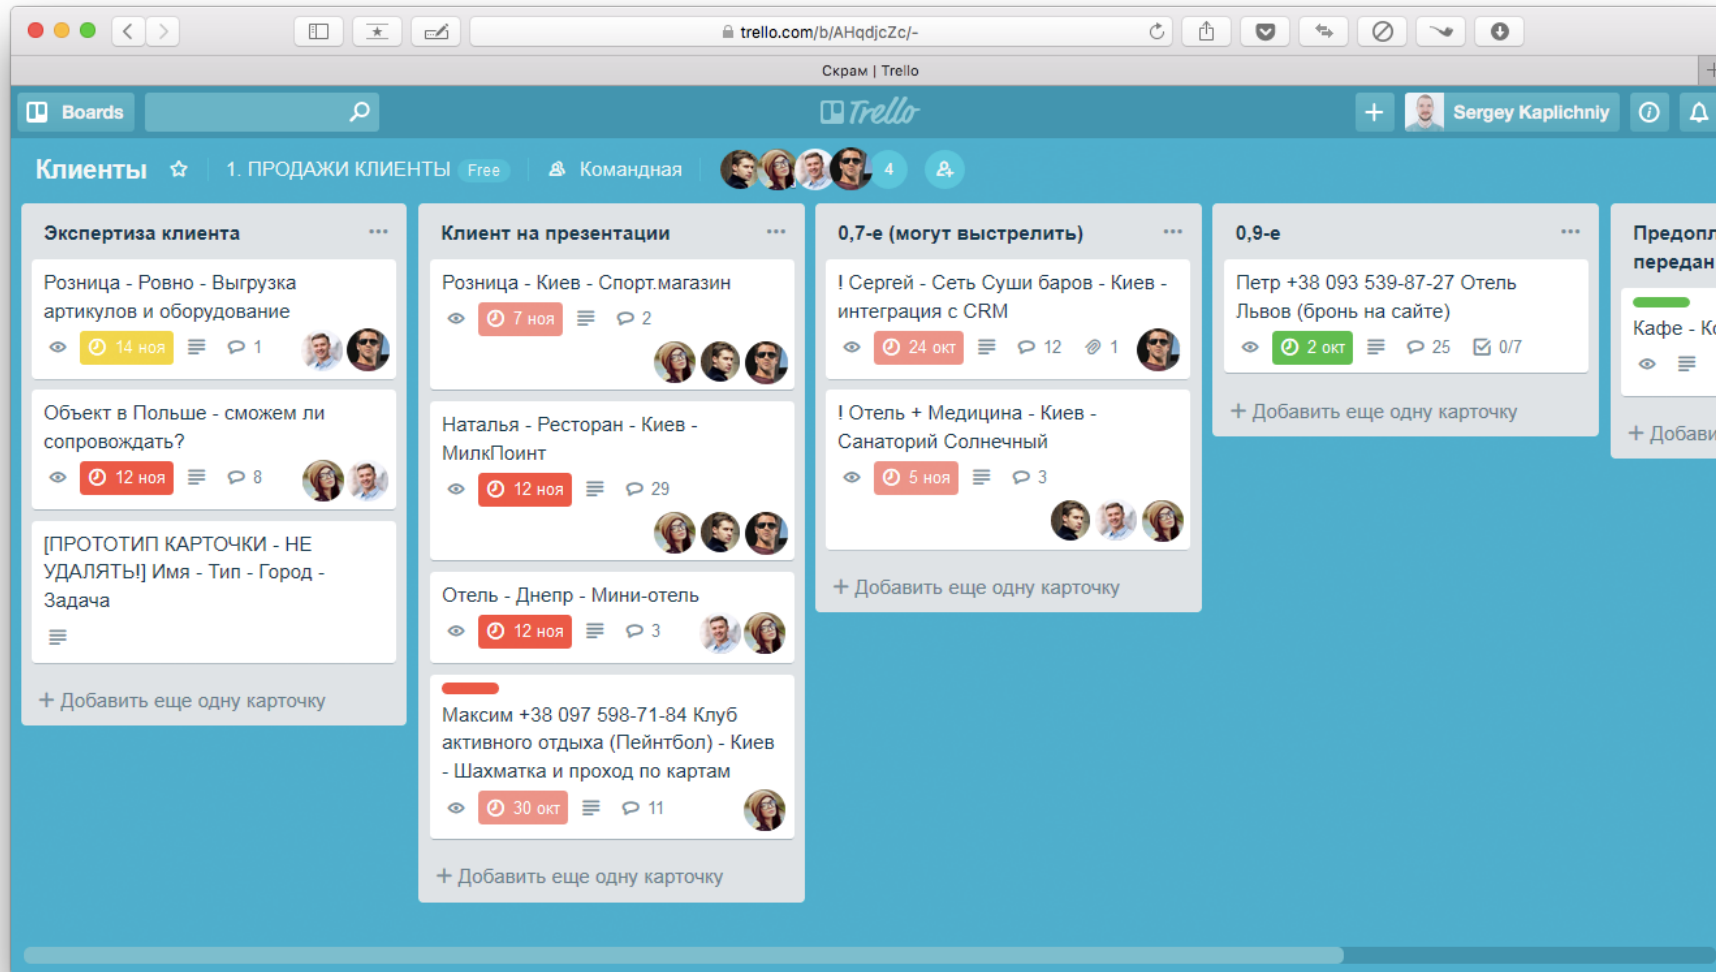 trello.com/b/AHqdjcZc/-
Скрам | Trello
Boards
Trello
Sergey Kaplichniy
Клиенты
1. ПРОДАЖИ КЛИЕНТЫ Free
Командная
4
Экспертиза клиента
Розница - Ровно - Выгрузка
артикулов и оборудование
14 ноя 1
Объект в Польше - сможем ли
сопровождать?
12 ноя 8
[ПРОТОТИП КАРТОЧКИ - НЕ
УДАЛЯТЬ!] Имя - Тип - Город -
Задача
+ Добавить еще одну карточку
Клиент на презентации
Розница - Киев - Спорт.магазин
7 ноя 2
Наталья - Ресторан - Киев -
МилкПоинт
12 ноя 29
Отель - Днепр - Мини-отель
12 ноя 3
Максим +38 097 598-71-84 Клуб
активного отдыха (Пейнтбол) - Киев
- Шахматка и проход по картам
30 окт 11
+ Добавить еще одну карточку
0,7-е (могут выстрелить)
! Сергей - Сеть Суши баров - Киев -
интеграция с CRM
24 окт 12 1
! Отель + Медицина - Киев -
Санаторий Солнечный
5 ноя 3
+ Добавить еще одну карточку
0,9-е
Петр +38 093 539-87-27 Отель
Львов (бронь на сайте)
2 окт 25 0/7
+ Добавить еще одну карточку
Предопл
передан
Кафе - Ко
+ Добави